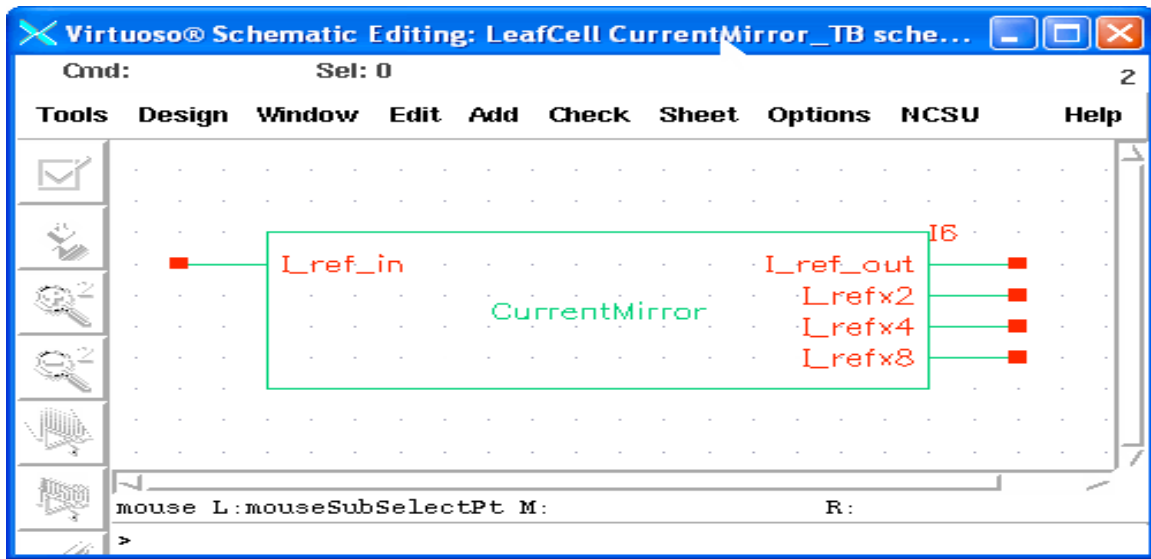 Virtuoso® Schematic Editing: LeafCell CurrentMirror_TB sche...
Cmd: Sel: 0 2
Tools Design Window Edit Add Check Sheet Options NCSU Help
I6
I_ref_in I_ref_out
I_refx2
CurrentMirror
I_refx4
I_refx8
mouse L:mouseSubSelectPt M: R:
>